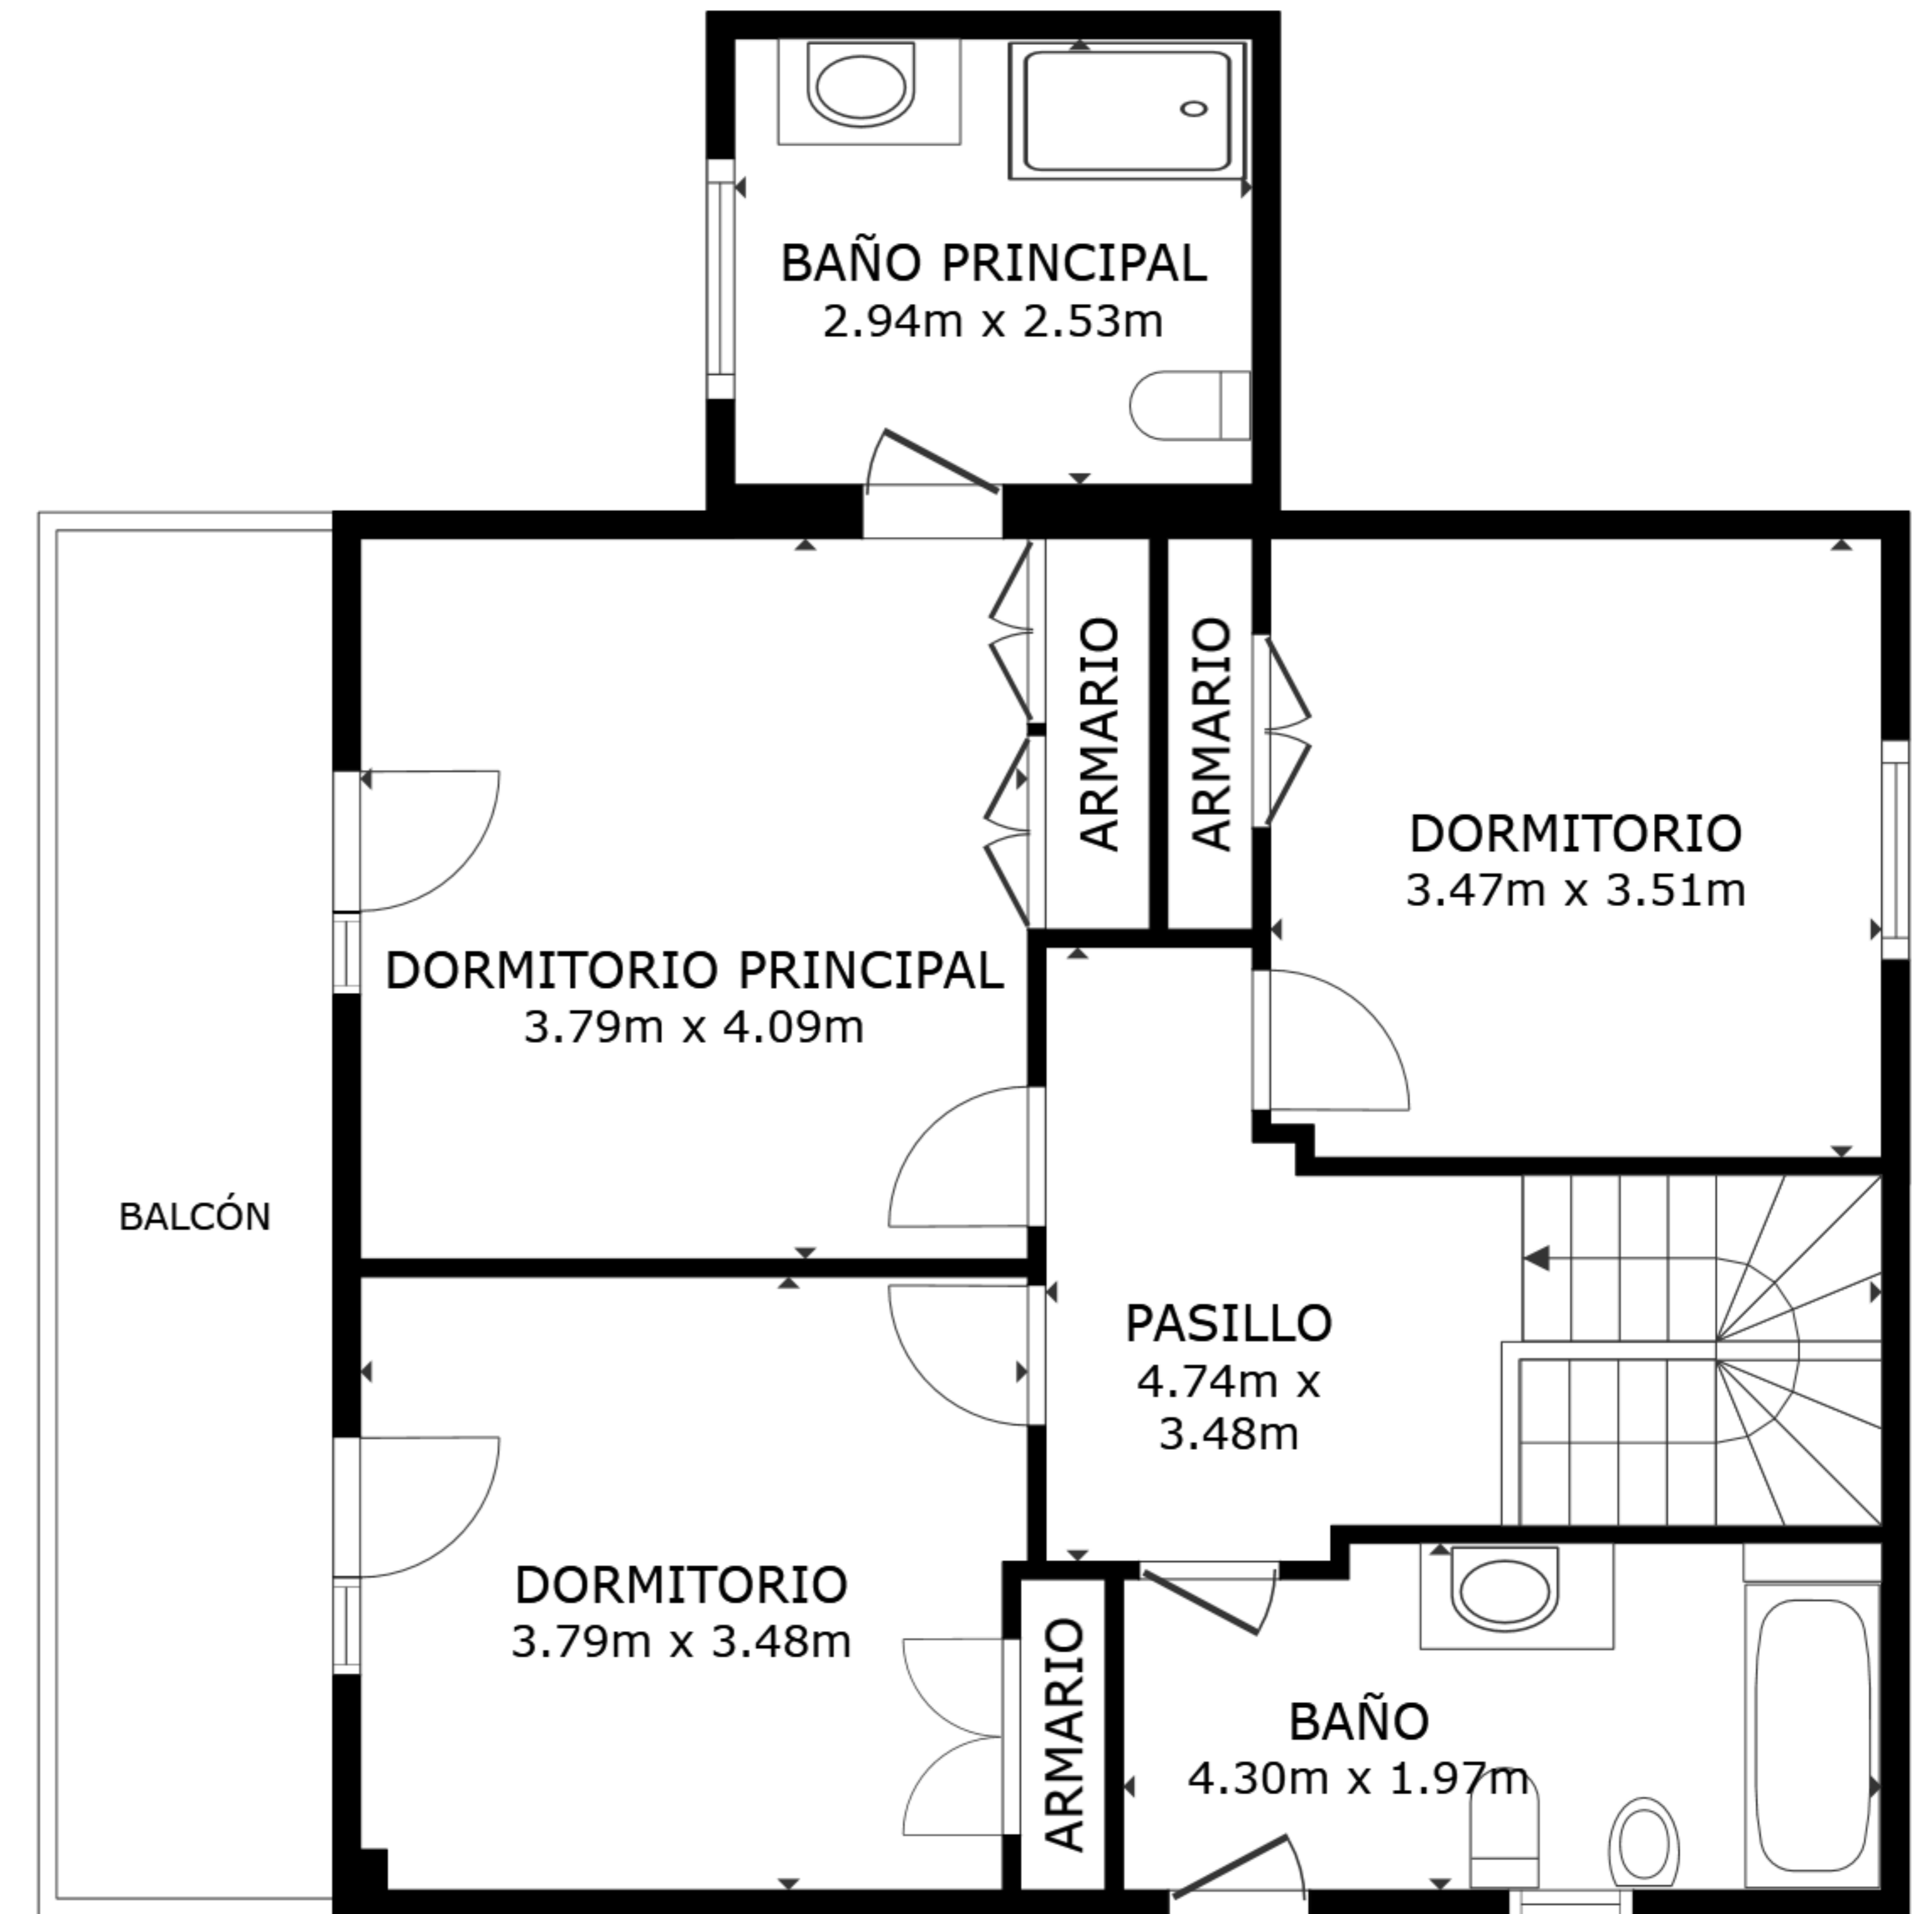 BAÑO PRINCIPAL
2.94m x 2.53m
ARMARIO
ARMARIO
DORMITORIO
3.47m x 3.51m
DORMITORIO PRINCIPAL
3.79m x 4.09m
BALCÓN
PASILLO
4.74m x
3.48m
DORMITORIO
3.79m x 3.48m
ARMARIO
BAÑO
4.30m x 1.97m